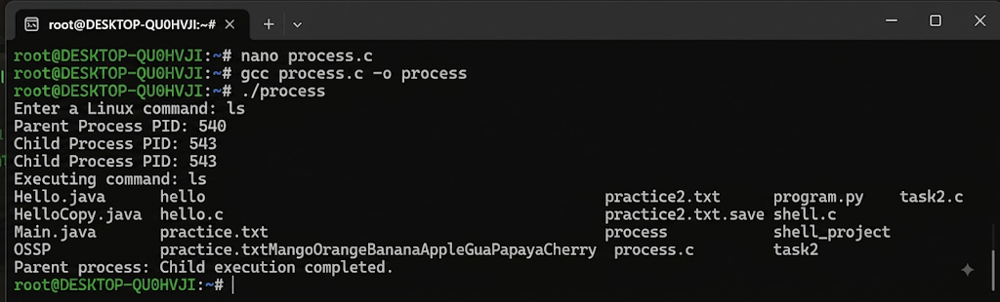 root@DESKTOP-QU0HVJI:~#
root@DESKTOP-QU0HVJI:~# nano process.c
root@DESKTOP-QU0HVJI:~# gcc process.c -o process
root@DESKTOP-QU0HVJI:~# ./process
Enter a Linux command: ls
Parent Process PID: 540
Child Process PID: 543
Child Process PID: 543
Executing command: ls
Hello.java hello practice2.txt program.py task2.c
HelloCopy.java hello.c practice2.txt.save shell.c
Main.java practice.txt process shell_project
OSSP practice.txtMangoOrangeBananaAppleGuaPapayaCherry process.c task2
Parent process: Child execution completed.
root@DESKTOP-QU0HVJI:~#